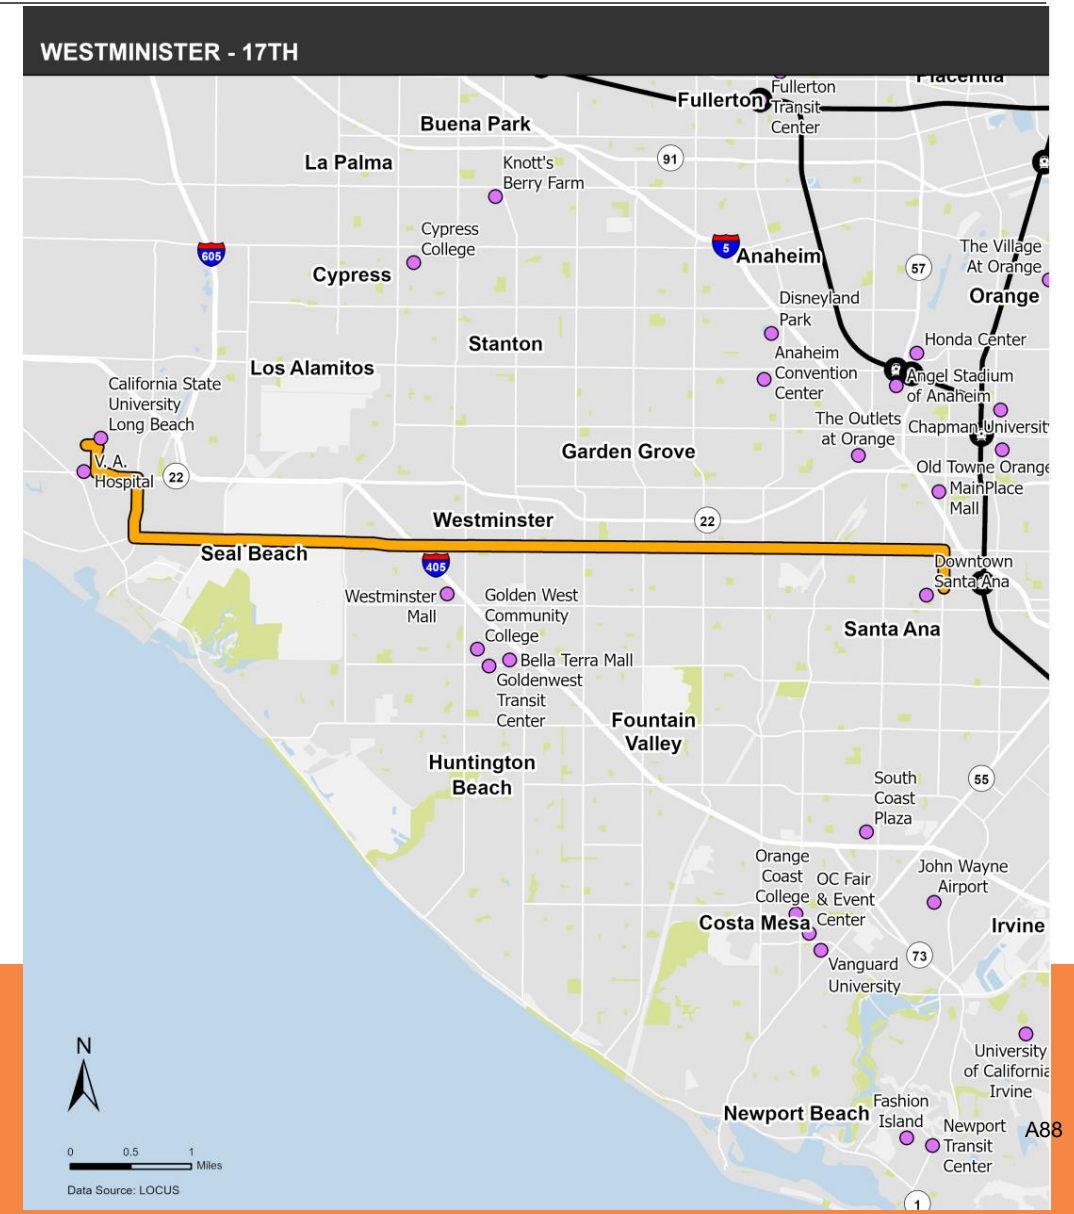 WESTMINISTER - 17TH
Placentia
Fullerton
Fullerton
Transit
Center
Buena Park
La Palma
91
Knott's
Berry Farm
Cypress
College
605
5
Anaheim
The Village
At Orange
57
Cypress
Orange
Disneyland
Park
Stanton
Honda Center
Los Alamitos
Anaheim
Convention
Center
Angel Stadium
of Anaheim
California State
University
Long Beach
The Outlets
at Orange
Chapman University
Garden Grove
V. A.
Hospital
22
Old Towne Orange
MainPlace
Mall
Westminster
22
Seal Beach
405
Downtown
Santa Ana
Westminster
Mall
Golden West
Community
College
Santa Ana
Bella Terra Mall
Goldenwest
Transit
Center
Fountain
Valley
Huntington
Beach
55
South
Coast
Plaza
Orange
Coast
College
OC Fair
& Event
Center
John Wayne
Airport
Costa Mesa
Irvine
73
Vanguard
University
N
University
of California
Irvine
Fashion
Island
Newport Beach
Newport
Transit
Center
A88
0 0.5 1
Miles
Data Source: LOCUS
1